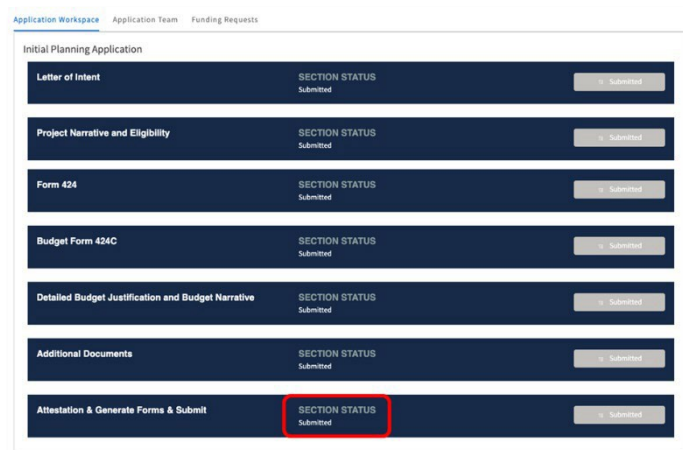 Application Workspace Application Team Funding Requests
Initial Planning Application
Letter of Intent SECTION STATUS Submitted
Submitted
Project Narrative and Eligibility SECTION STATUS Submitted
Submitted
Form 424 SECTION STATUS Submitted
Submitted
Budget Form 424C SECTION STATUS Submitted
Submitted
Detailed Budget Justification and Budget Narrative SECTION STATUS Submitted
Submitted
Additional Documents SECTION STATUS Submitted
Submitted
Attestation & Generate Forms & Submit SECTION STATUS Submitted
Submitted